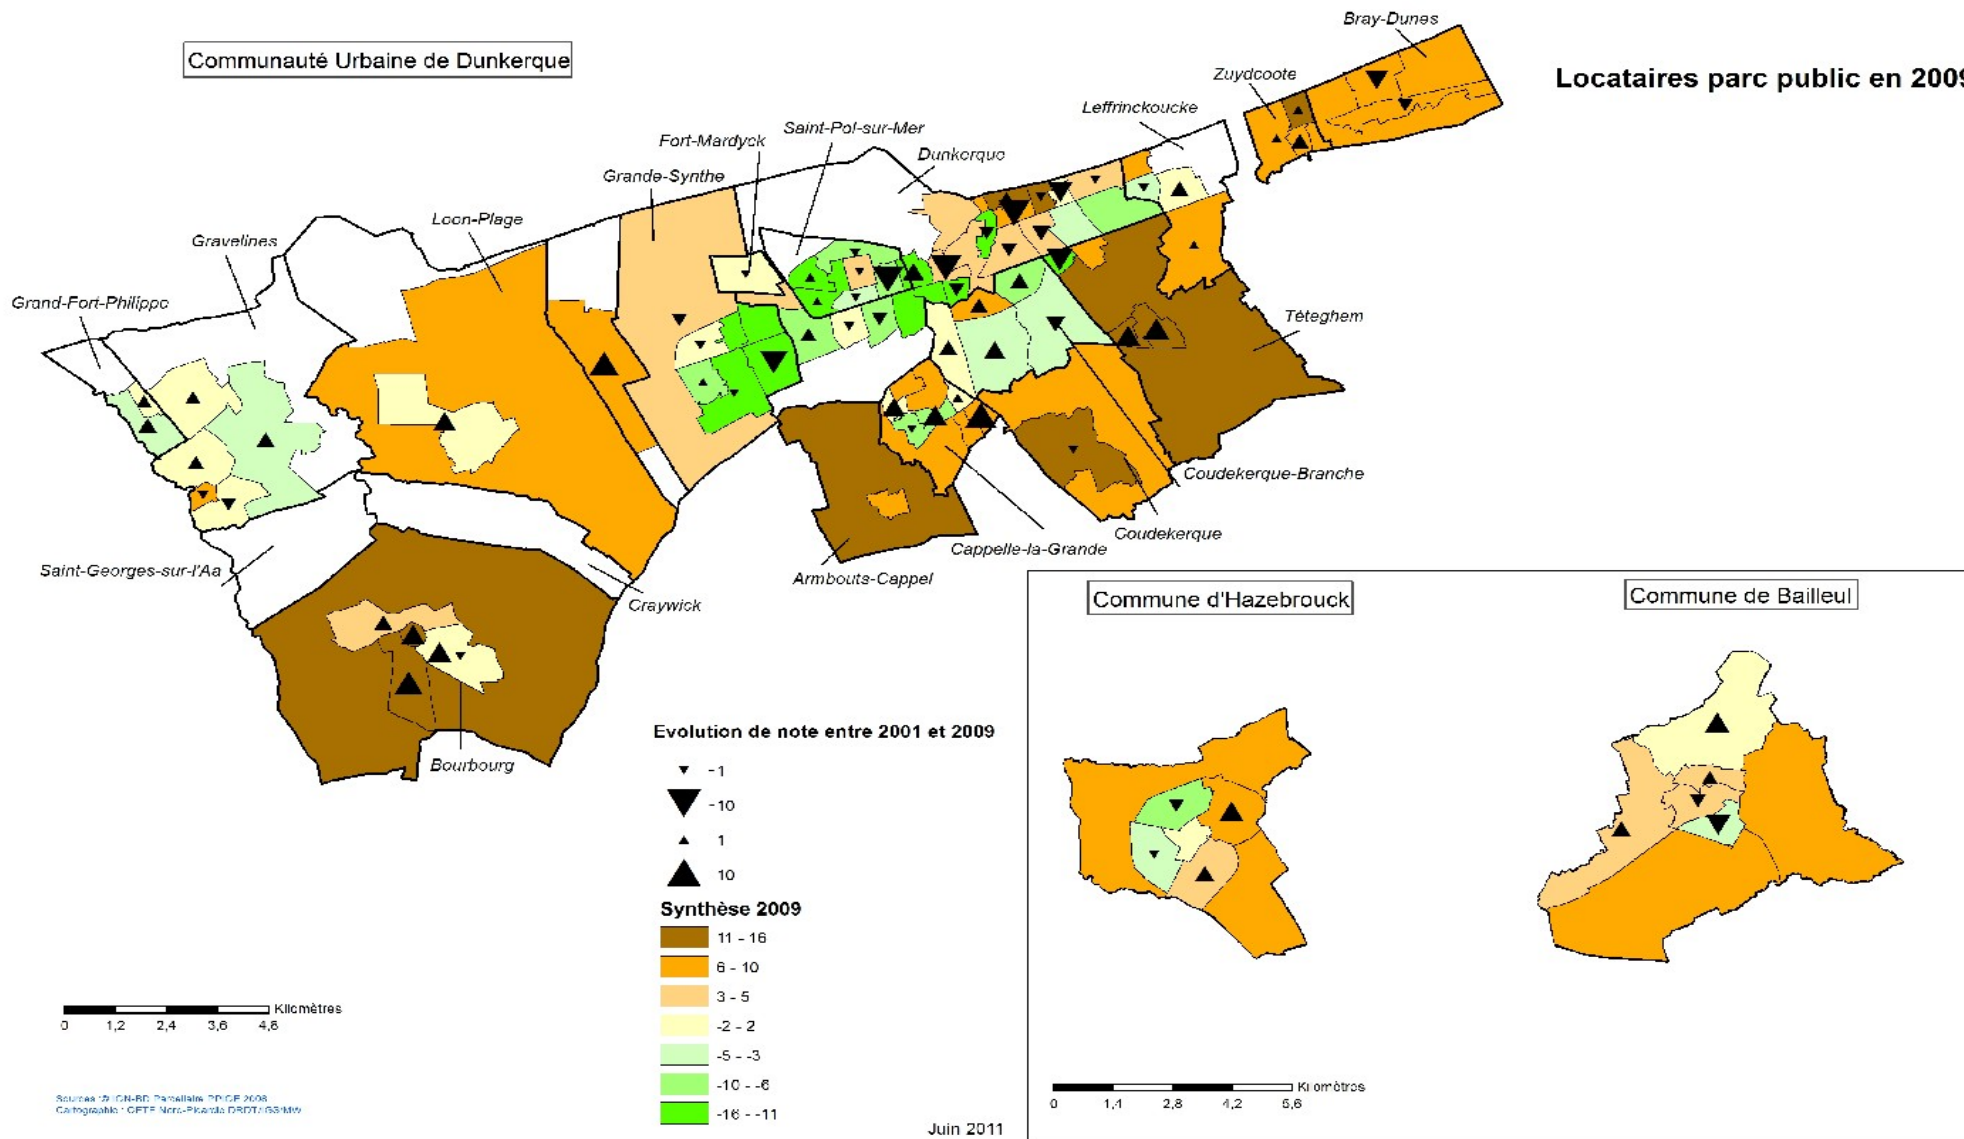 Communauté Urbaine de Dunkerque
Locataires parc public en 2009
Bray-Dunes
Zuydcoote
Leffrinckoucke
Saint-Pol-sur-Mer
Fort-Mardyck
Dunkerque
Grande-Synthe
Loon-Plage
Gravelines
Grand-Fort-Philippe
Téteghem
Coudekerque-Branche
Coudekerque
Cappelle-la-Grande
Armbouts-Cappel
Saint-Georges-sur-l'Aa
Craywick
Bourbourg
Evolution de note entre 2001 et 2009
-1
-10
1
10
Synthèse 2009
11 - 16
6 - 10
3 - 5
-2 - 2
-5 - -3
-10 - -6
-16 - -11
Kilomètres
0 1,2 2,4 3,6 4,8
Juin 2011
Commune d'Hazebrouck
Commune de Bailleul
Kilomètres
0 1,4 2,8 4,2 5,6